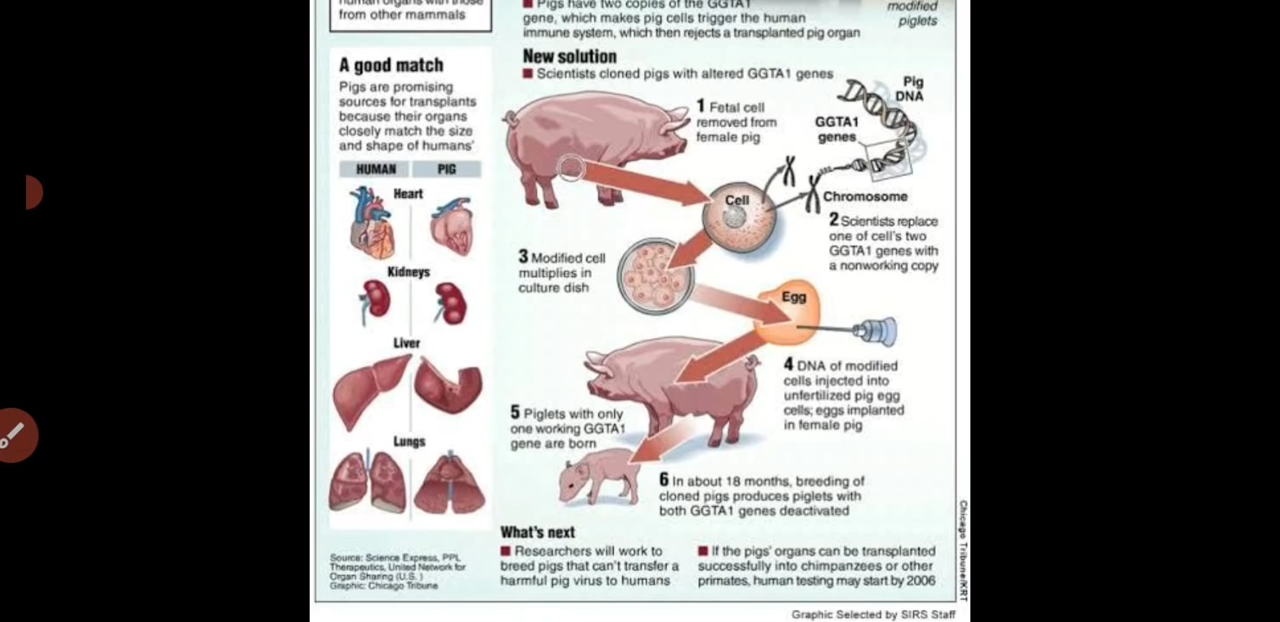 human organs with those
from other mammals
■ Pigs have two copies of the GGTA1
gene, which makes pig cells trigger the human
immune system, which then rejects a transplanted pig organ
modified
piglets
A good match
Pigs are promising
sources for transplants
because their organs
closely match the size
and shape of humans'
HUMAN PIG
Heart
Kidneys
Liver
Lungs
New solution
■ Scientists cloned pigs with altered GGTA1 genes
1 Fetal cell
removed from
female pig
Pig
DNA
GGTA1
genes
Cell
Chromosome
2 Scientists replace
one of cell's two
GGTA1 genes with
a nonworking copy
3 Modified cell
multiplies in
culture dish
Egg
4 DNA of modified
cells injected into
unfertilized pig egg
cells; eggs implanted
in female pig
5 Piglets with only
one working GGTA1
gene are born
6 In about 18 months, breeding of
cloned pigs produces piglets with
both GGTA1 genes deactivated
What's next
■ Researchers will work to
breed pigs that can't transfer a
harmful pig virus to humans
■ If the pigs' organs can be transplanted
successfully into chimpanzees or other
primates, human testing may start by 2006
Source: Science Express, PPL
Therapeutics, United Network for
Organ Sharing (U.S.)
Graphic: Chicago Tribune
Chicago Tribune/KRT
Graphic Selected by SIRS Staff